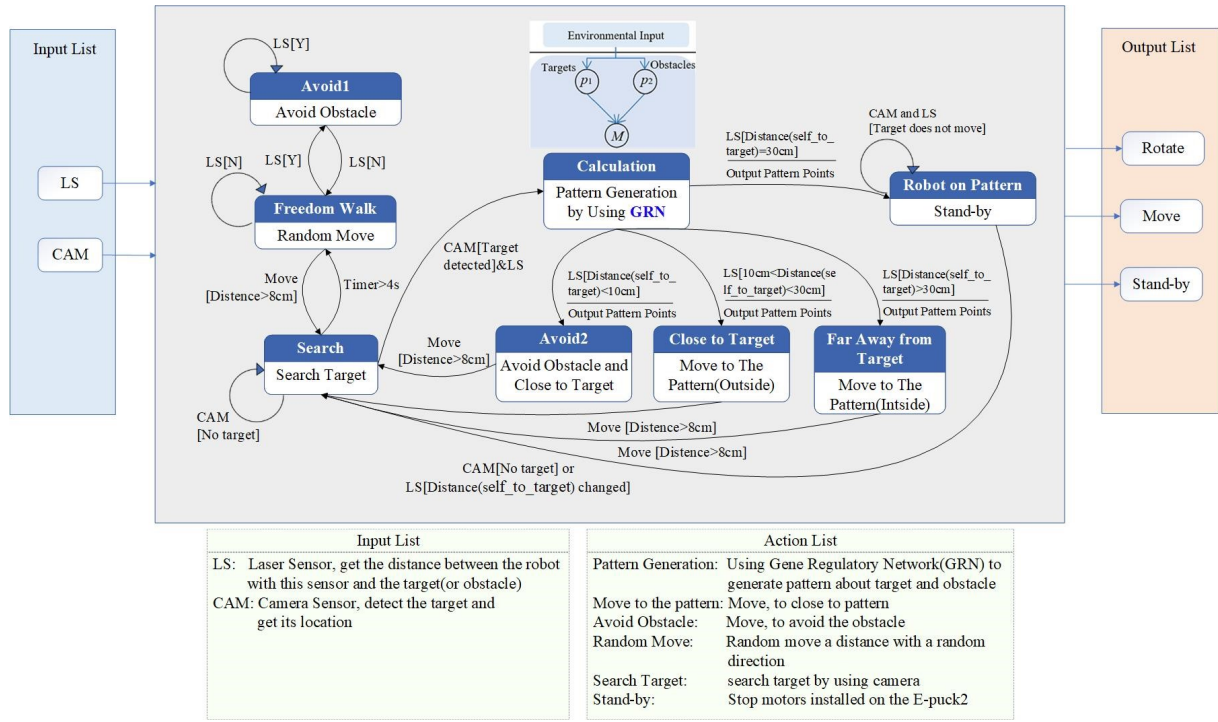 Input List
LS
CAM
LS[Y]
Avoid1
Avoid Obstacle
LS[N]
LS[Y]
LS[N]
Freedom Walk
Random Move
Move
[Distence>8cm]
Timer>4s
Search
Search Target
CAM
[No target]
Environmental Input
Targets
Obstacles
p1
p2
M
Calculation
Pattern Generation
by Using GRN
CAM[Target
detected]&LS
LS[Distance(self_to_
target)=30cm]
Output Pattern Points
CAM and LS
[Target does not move]
Robot on Pattern
Stand-by
LS[Distance(self_to_
target)<10cm]
Output Pattern Points
LS[10cm<Distance(se
lf_to_target)<30cm]
Output Pattern Points
LS[Distance(self_to_
target)>30cm]
Output Pattern Points
Move
[Distence>8cm]
Avoid2
Avoid Obstacle and
Close to Target
Close to Target
Move to The
Pattern(Outside)
Far Away from
Target
Move to The
Pattern(Intside)
Move [Distence>8cm]
Move [Distence>8cm]
CAM[No target] or
LS[Distance(self_to_target) changed]
Output List
Rotate
Move
Stand-by
Input List
LS: Laser Sensor, get the distance between the robot
with this sensor and the target(or obstacle)
CAM: Camera Sensor, detect the target and
get its location
Action List
Pattern Generation: Using Gene Regulatory Network(GRN) to
generate pattern about target and obstacle
Move to the pattern: Move, to close to pattern
Avoid Obstacle: Move, to avoid the obstacle
Random Move: Random move a distance with a random
direction
Search Target: search target by using camera
Stand-by: Stop motors installed on the E-puck2